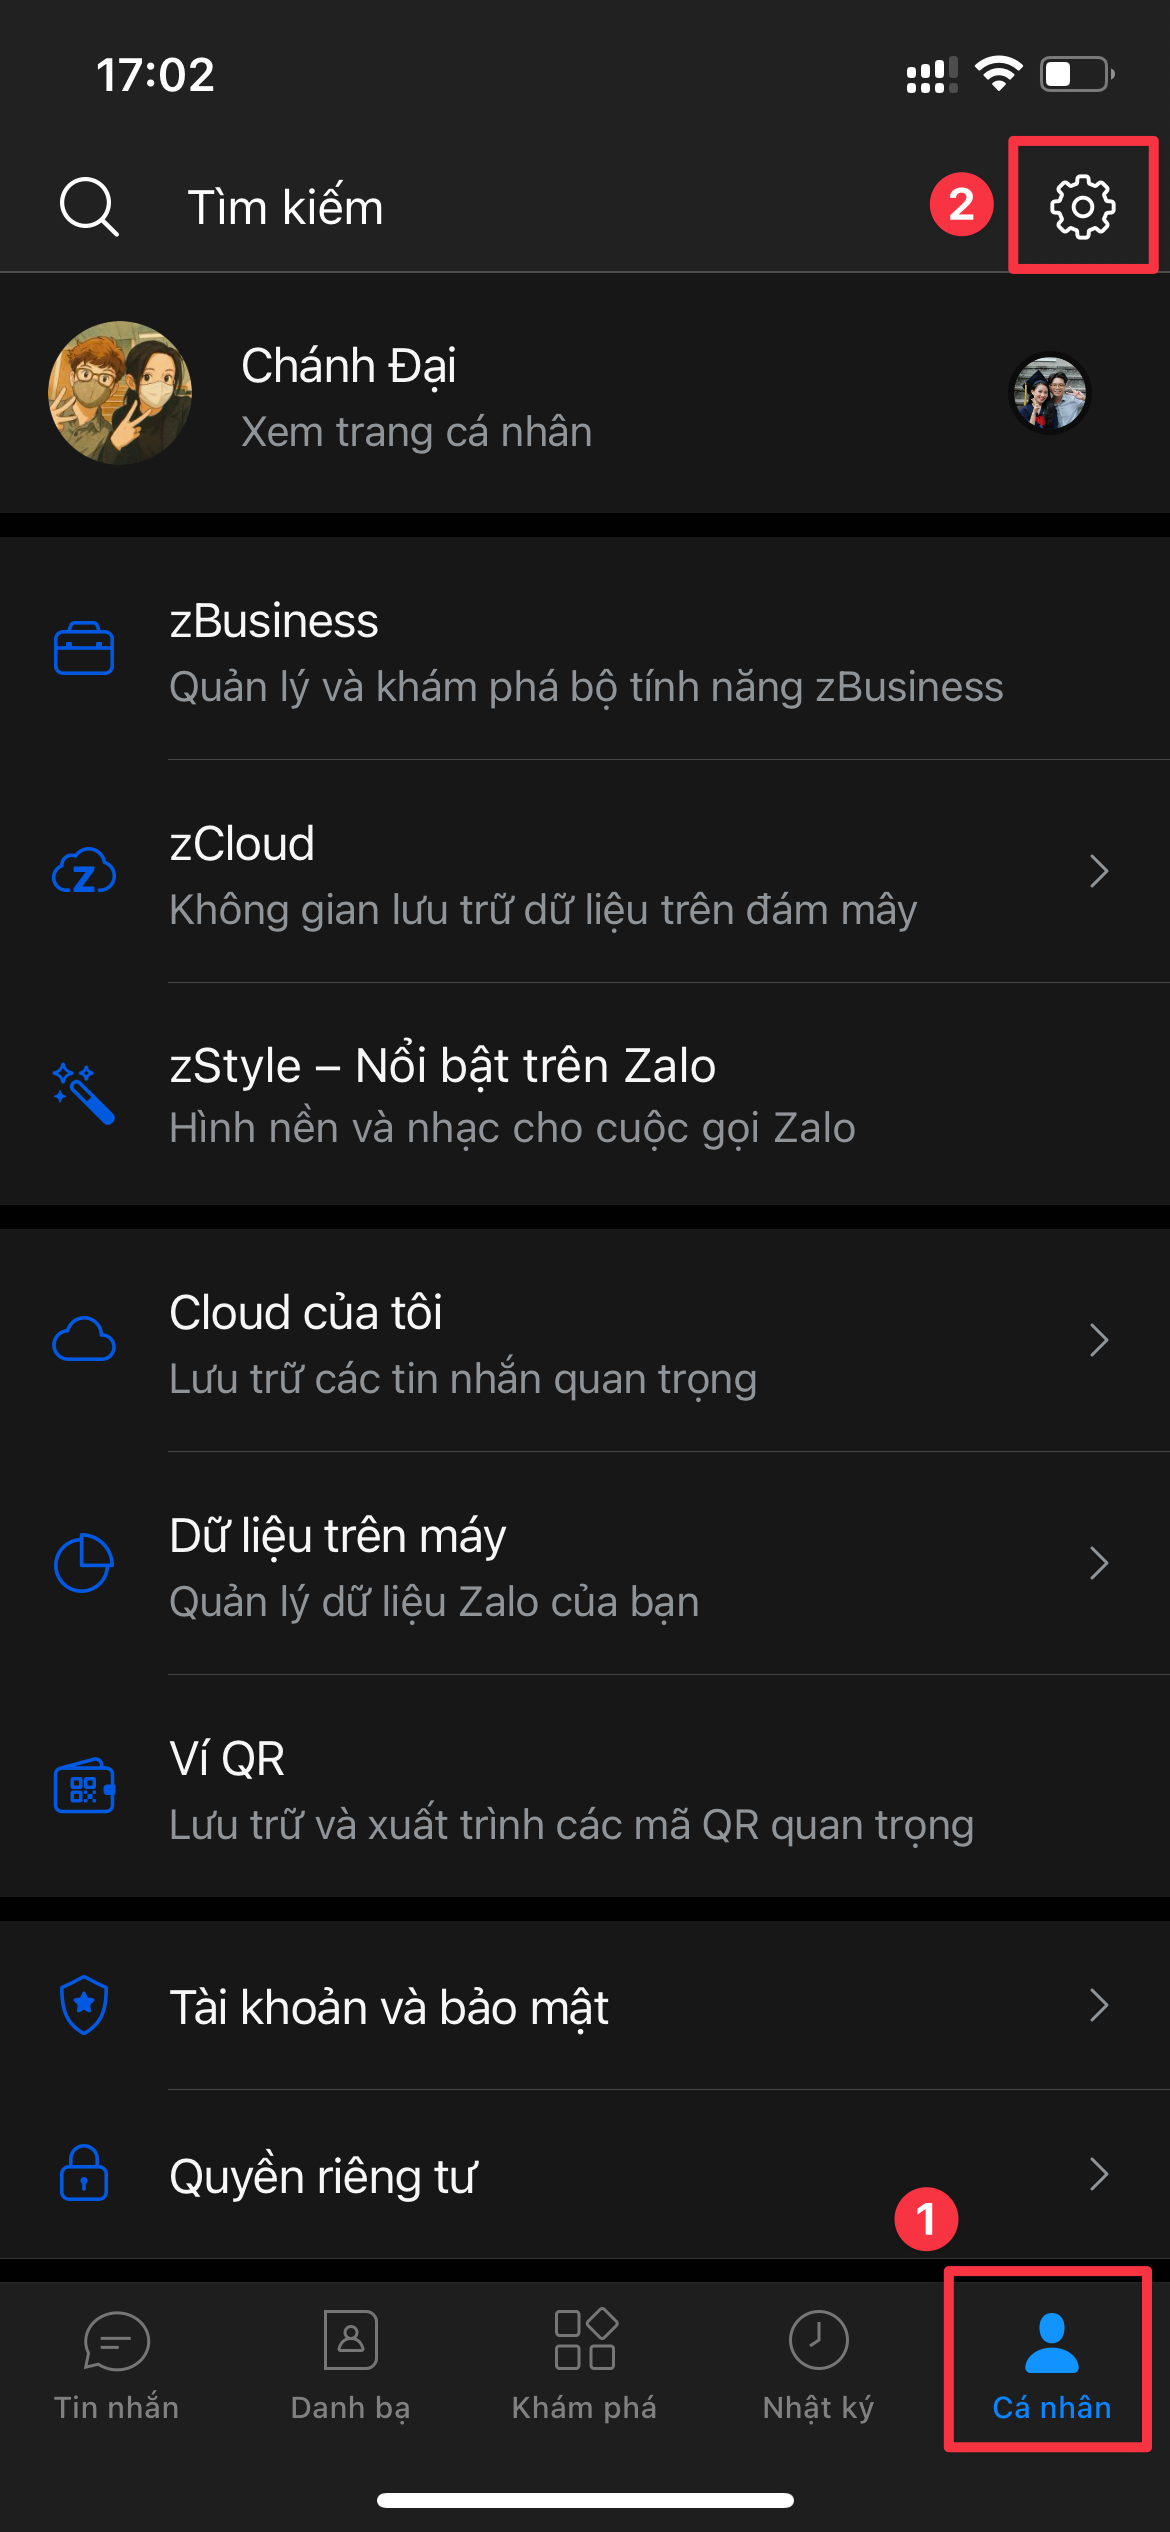 17:02
Tìm kiếm
2
Chánh Đại
Xem trang cá nhân
zBusiness
Quản lý và khám phá bộ tính năng zBusiness
zCloud
Không gian lưu trữ dữ liệu trên đám mây
zStyle – Nổi bật trên Zalo
Hình nền và nhạc cho cuộc gọi Zalo
Cloud của tôi
Lưu trữ các tin nhắn quan trọng
Dữ liệu trên máy
Quản lý dữ liệu Zalo của bạn
Ví QR
Lưu trữ và xuất trình các mã QR quan trọng
Tài khoản và bảo mật
Quyền riêng tư
1
Tin nhắn
Danh bạ
Khám phá
Nhật ký
Cá nhân